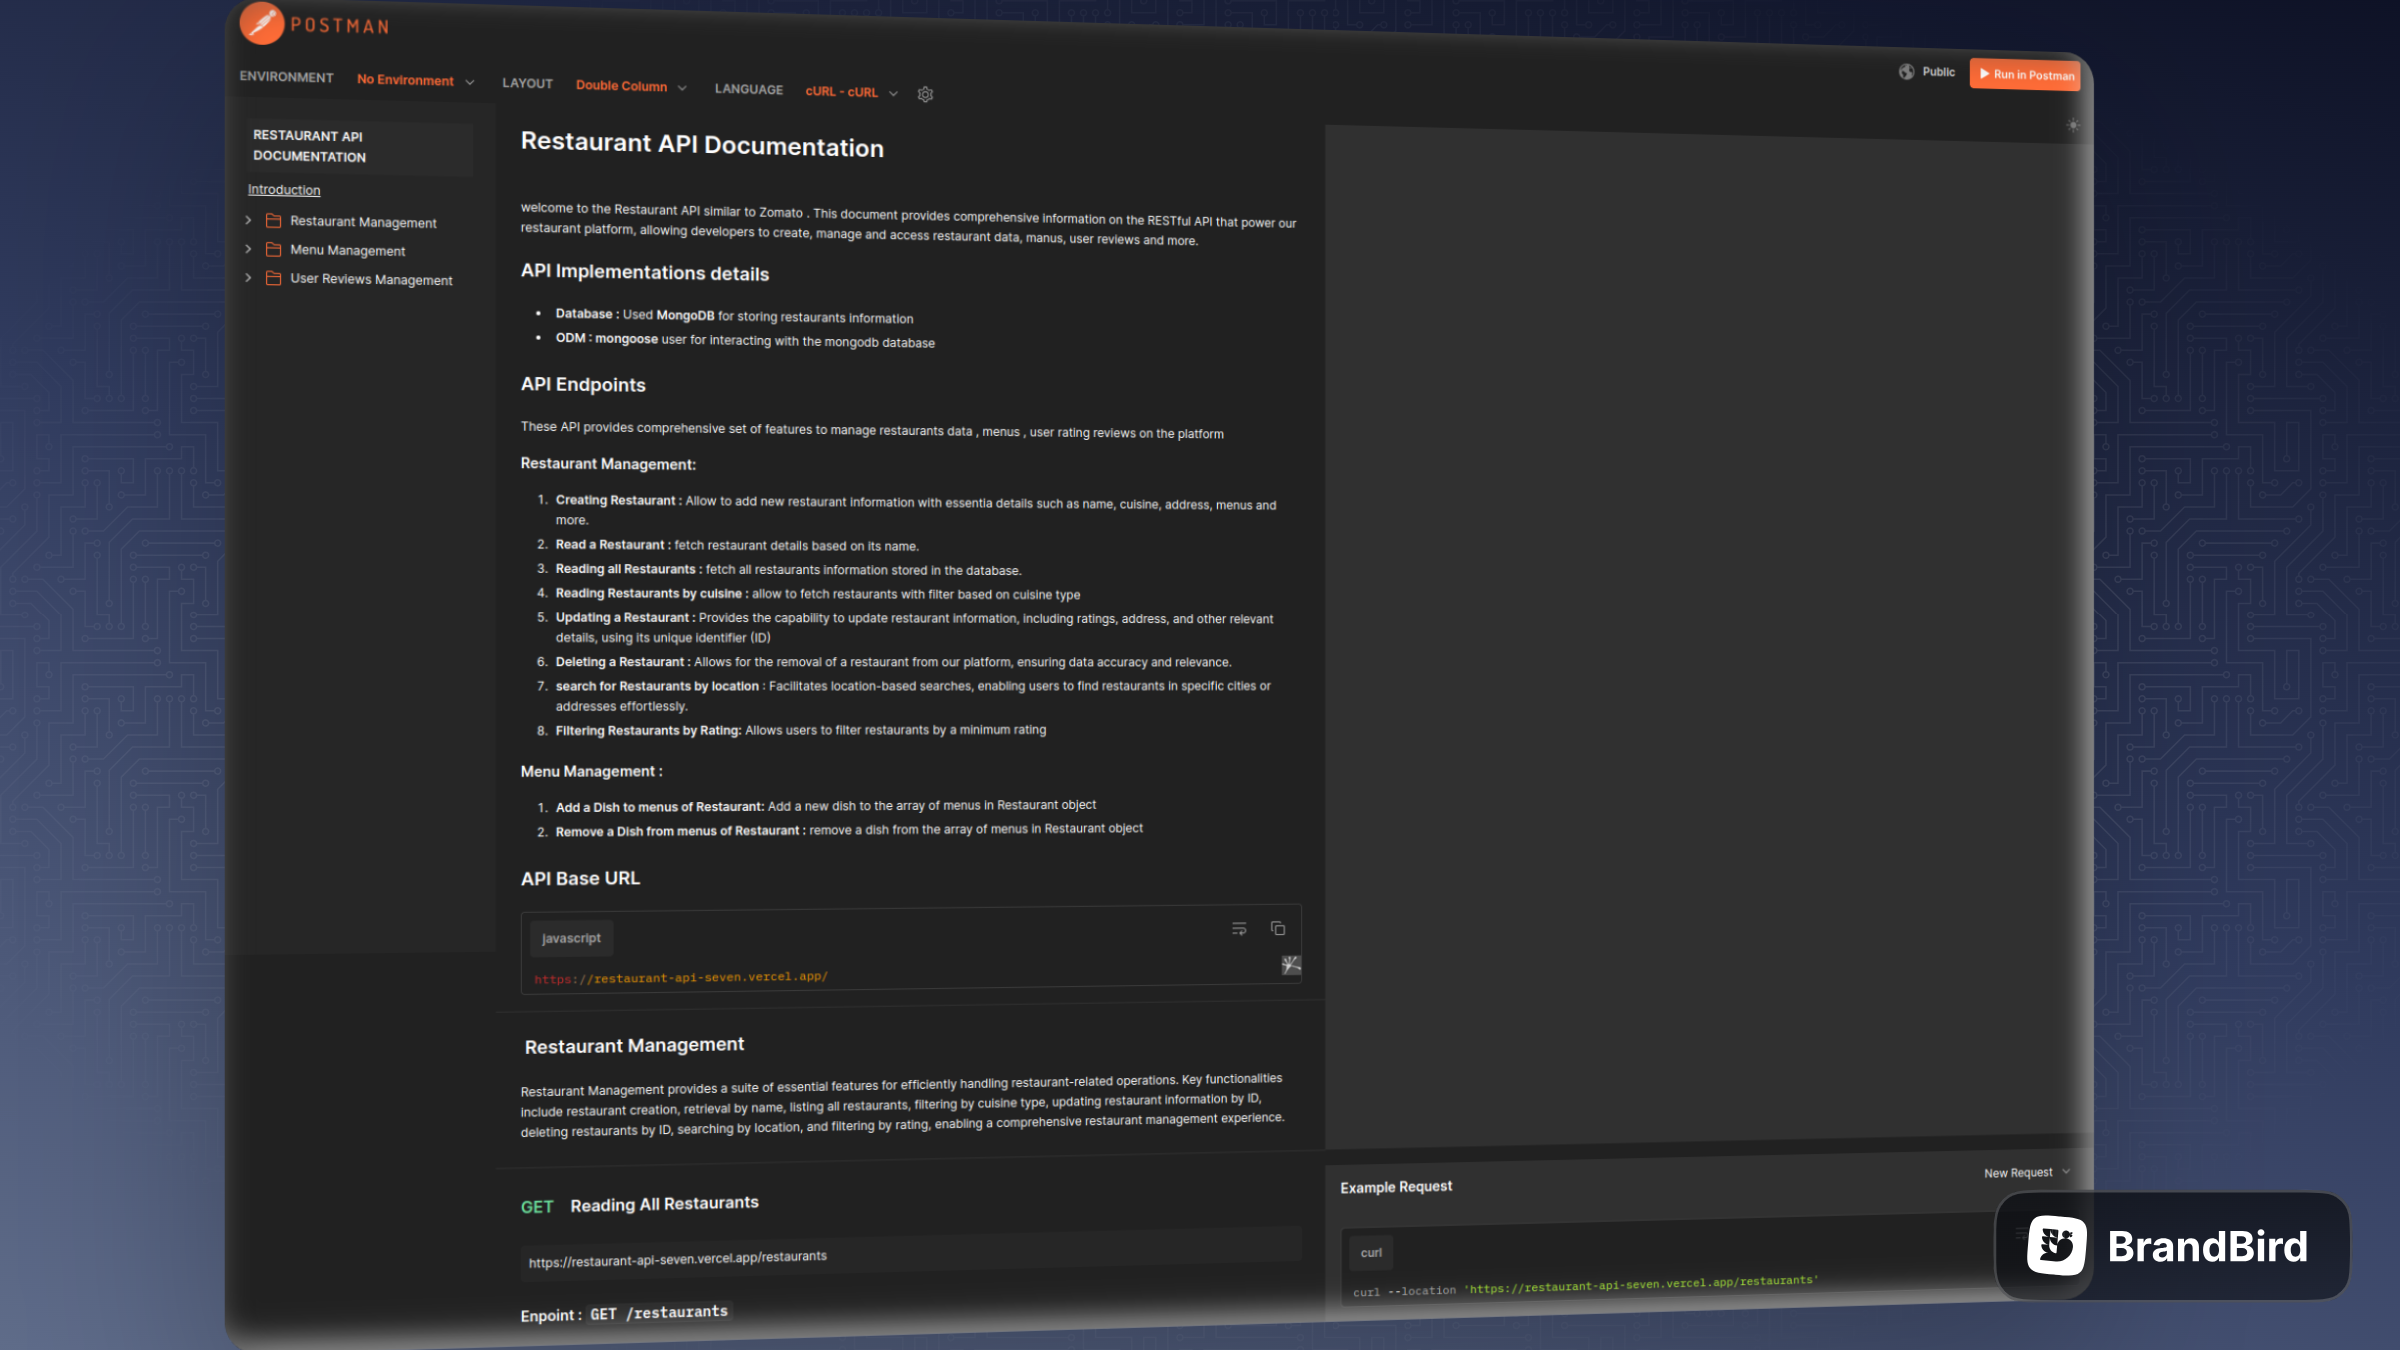 POSTMAN
ENVIRONMENT No Environment LAYOUT Double Column LANGUAGE cURL - cURL
Public
Run in Postman
RESTAURANT API
DOCUMENTATION
Introduction
Restaurant Management
Menu Management
User Reviews Management
Restaurant API Documentation
welcome to the Restaurant API similar to Zomato . This document provides comprehensive information on the RESTful API that power our
restaurant platform, allowing developers to create, manage and access restaurant data, manus, user reviews and more.
API Implementations details
• Database : Used MongoDB for storing restaurants information
• ODM : mongoose user for interacting with the mongodb database
API Endpoints
These API provides comprehensive set of features to manage restaurants data , menus , user rating reviews on the platform
Restaurant Management:
1. Creating Restaurant : Allow to add new restaurant information with essentia details such as name, cuisine, address, menus and
more.
2. Read a Restaurant : fetch restaurant details based on its name.
3. Reading all Restaurants : fetch all restaurants information stored in the database.
4. Reading Restaurants by cuisine : allow to fetch restaurants with filter based on cuisine type
5. Updating a Restaurant : Provides the capability to update restaurant information, including ratings, address, and other relevant
details, using its unique identifier (ID)
6. Deleting a Restaurant : Allows for the removal of a restaurant from our platform, ensuring data accuracy and relevance.
7. search for Restaurants by location : Facilitates location-based searches, enabling users to find restaurants in specific cities or
addresses effortlessly.
8. Filtering Restaurants by Rating: Allows users to filter restaurants by a minimum rating
Menu Management :
1. Add a Dish to menus of Restaurant: Add a new dish to the array of menus in Restaurant object
2. Remove a Dish from menus of Restaurant : remove a dish from the array of menus in Restaurant object
API Base URL
javascript
https://restaurant-api-seven.vercel.app/
Restaurant Management
Restaurant Management provides a suite of essential features for efficiently handling restaurant-related operations. Key functionalities
include restaurant creation, retrieval by name, listing all restaurants, filtering by cuisine type, updating restaurant information by ID,
deleting restaurants by ID, searching by location, and filtering by rating, enabling a comprehensive restaurant management experience.
GET Reading All Restaurants
https://restaurant-api-seven.vercel.app/restaurants
Enpoint : GET /restaurants
Example Request
New Request
curl
curl --location 'https://restaurant-api-seven.vercel.app/restaurants'
BrandBird